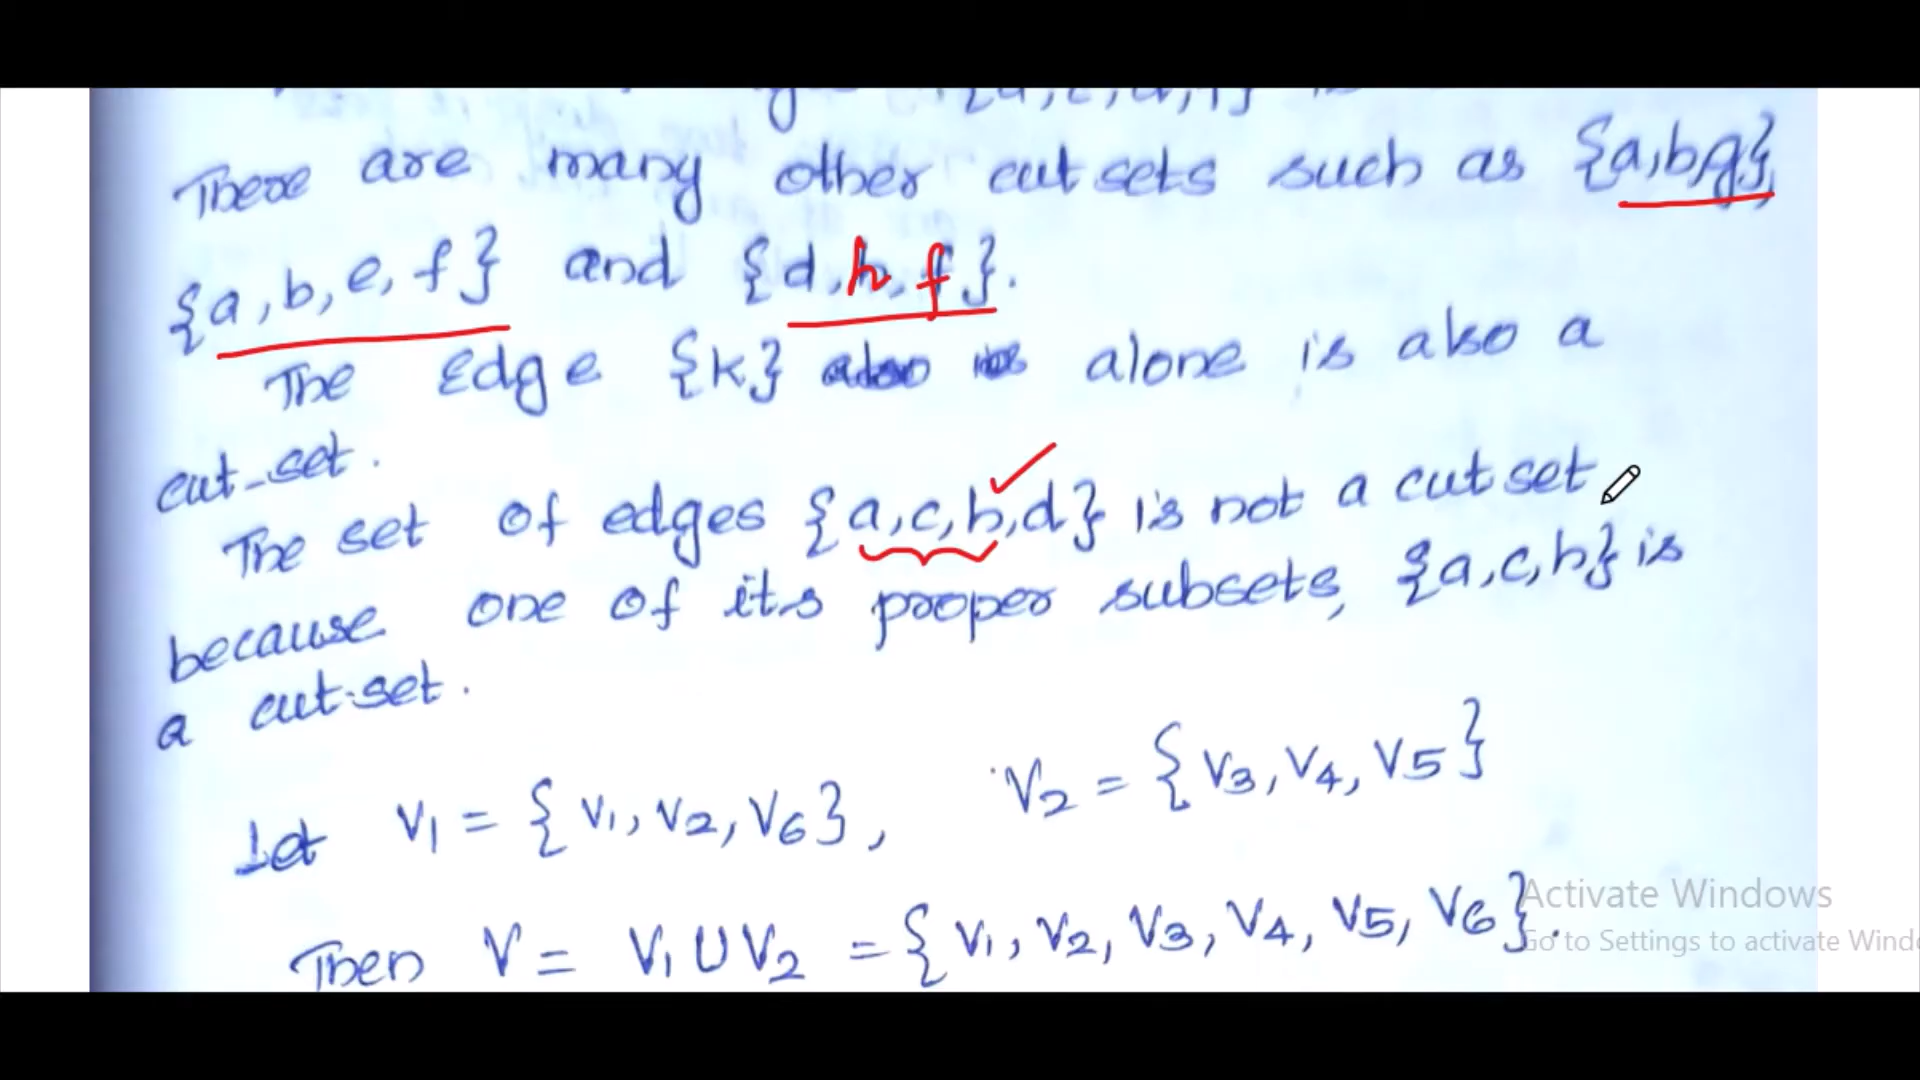 There are many other cut sets such as {a,b,g},
{a,b,e,f} and {d,h,f}.
The Edge {k} alone is also a
cut-set.
The set of edges {a,c,h,d} is not a cut set
because one of its proper subsets, {a,c,h} is
a cut-set.
Let V1 = {v1, v2, v6}, V2 = {v3, v4, v5}
Then V = V1 U V2 = {v1, v2, v3, v4, v5, v6}.
Activate Windows
Go to Settings to activate Windo